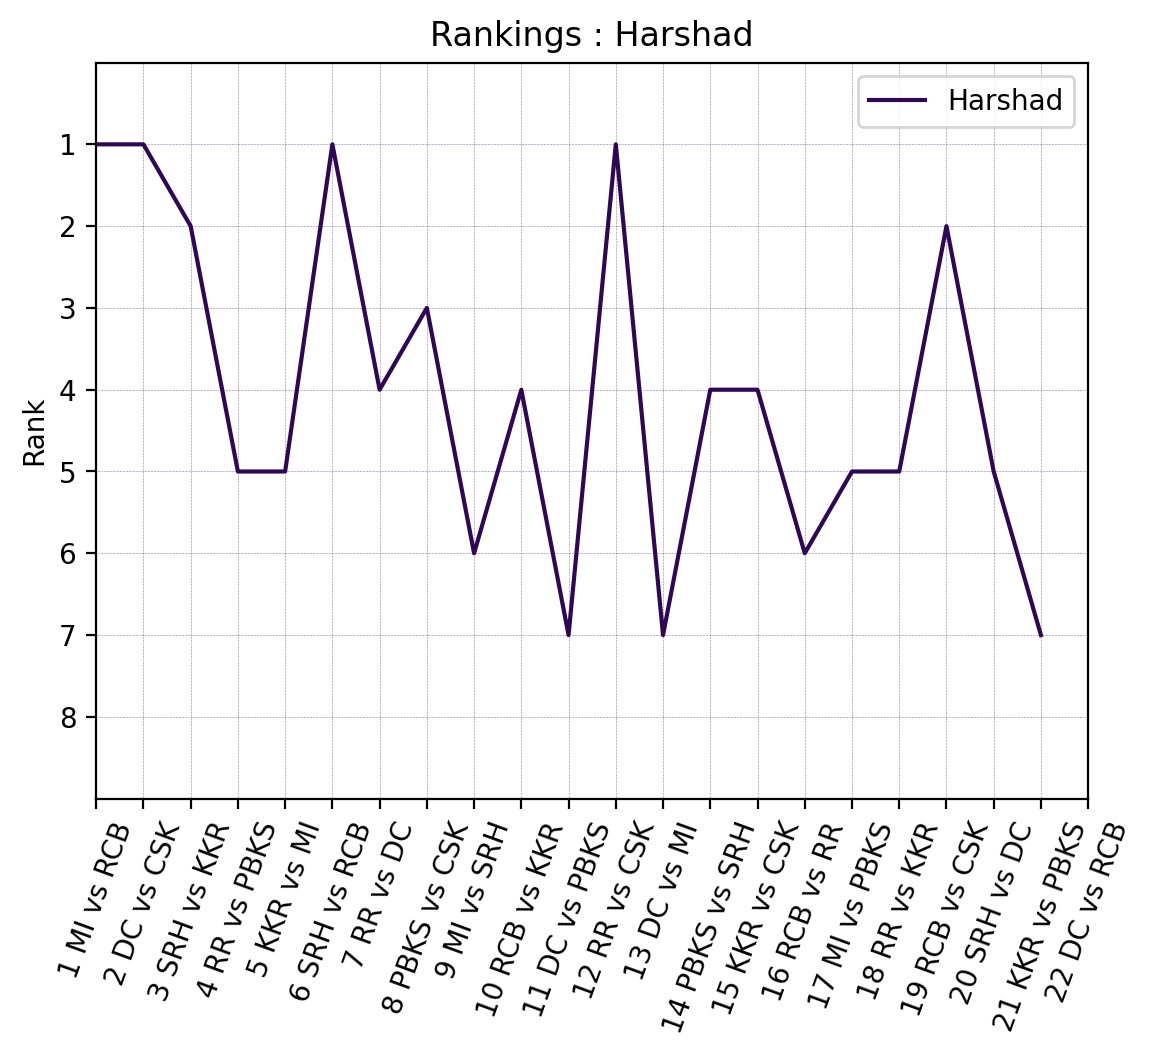 Rankings : Harshad
Harshad
Rank
1
2
3
4
5
6
7
8
1 MI vs RCB
2 DC vs CSK
3 SRH vs KKR
4 RR vs PBKS
5 KKR vs MI
6 SRH vs RCB
7 RR vs DC
8 PBKS vs CSK
9 MI vs SRH
10 RCB vs KKR
11 DC vs PBKS
12 RR vs CSK
13 DC vs MI
14 PBKS vs SRH
15 KKR vs CSK
16 RCB vs RR
17 MI vs PBKS
18 RR vs KKR
19 RCB vs CSK
20 SRH vs DC
21 KKR vs PBKS
22 DC vs RCB